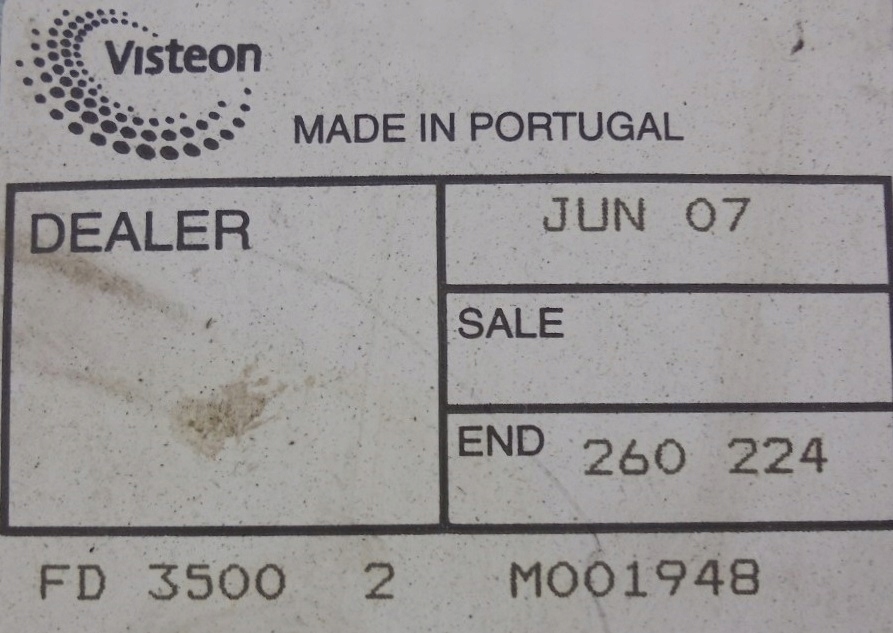 Visteon
MADE IN PORTUGAL
DEALER
JUN 07
SALE
END 260 224
FD 3500 2 M001948